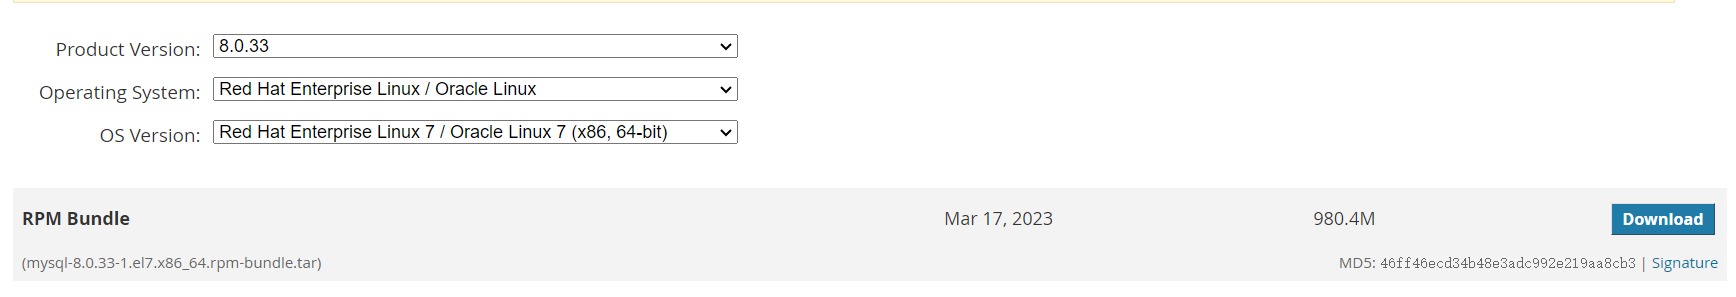 Product Version: 8.0.33
Operating System: Red Hat Enterprise Linux / Oracle Linux
OS Version: Red Hat Enterprise Linux 7 / Oracle Linux 7 (x86, 64-bit)
RPM Bundle Mar 17, 2023 980.4M Download
(mysql-8.0.33-1.el7.x86_64.rpm-bundle.tar) MD5: 46ff46ecd34b48e3adc992e219aa8cb3 | Signature